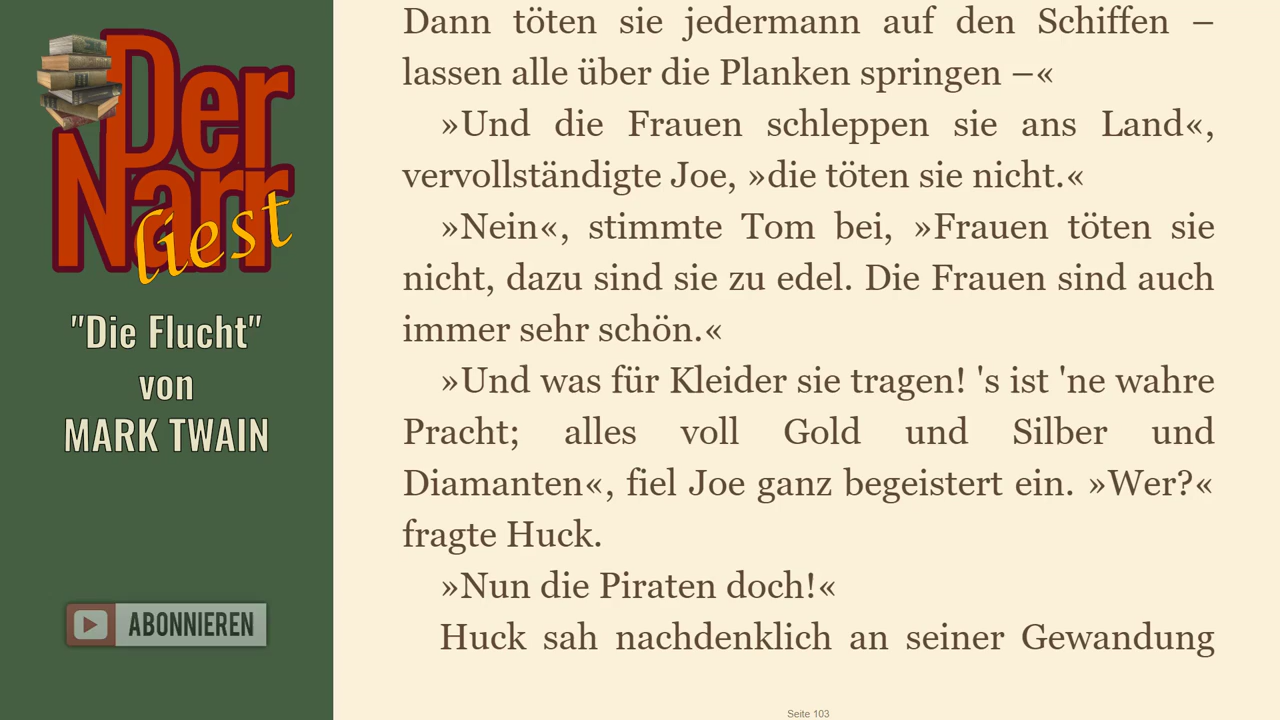 Der
Narr
liest
"Die Flucht"
von
MARK TWAIN
ABONNIEREN
Dann töten sie jedermann auf den Schiffen –
lassen alle über die Planken springen –«
»Und die Frauen schleppen sie ans Land«,
vervollständigte Joe, »die töten sie nicht.«
»Nein«, stimmte Tom bei, »Frauen töten sie
nicht, dazu sind sie zu edel. Die Frauen sind auch
immer sehr schön.«
»Und was für Kleider sie tragen! 's ist 'ne wahre
Pracht; alles voll Gold und Silber und
Diamanten«, fiel Joe ganz begeistert ein. »Wer?«
fragte Huck.
»Nun die Piraten doch!«
Huck sah nachdenklich an seiner Gewandung
Seite 103